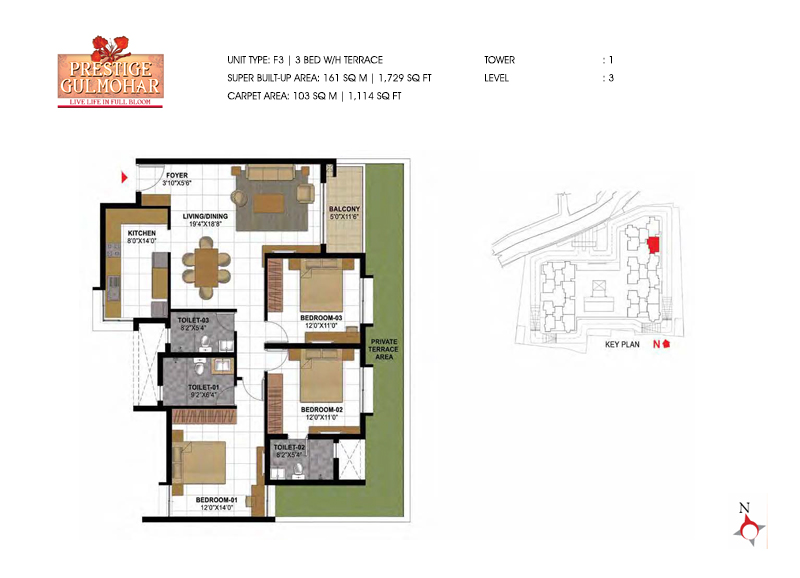 PRESTIGE
GULMOHAR
LIVE LIFE IN FULL BLOOM
UNIT TYPE: F3 | 3 BED W/H TERRACE
SUPER BUILT-UP AREA: 161 SQ M | 1,729 SQ FT
CARPET AREA: 103 SQ M | 1,114 SQ FT
TOWER : 1
LEVEL : 3
FOYER
3'10"X5'6"
LIVING/DINING
19'4"X18'8"
BALCONY
5'0"X11'6"
KITCHEN
8'0"X14'0"
TOILET-03
8'2"X5'4"
BEDROOM-03
12'0"X11'0"
PRIVATE
TERRACE
AREA
TOILET-01
9'2"X6'4"
BEDROOM-02
12'0"X11'0"
TOILET-02
8'2"X5'4"
BEDROOM-01
12'0"X14'0"
KEY PLAN N
N